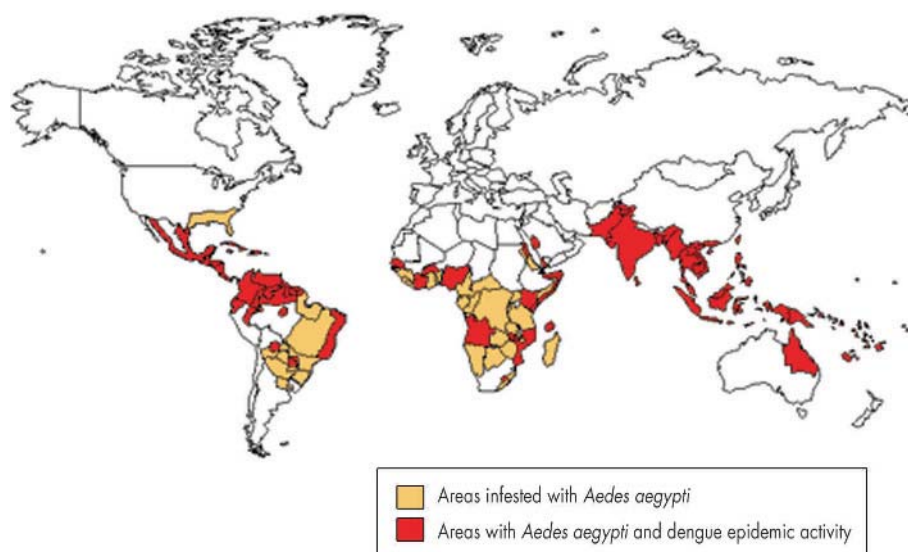 Areas infested with Aedes aegypti
Areas with Aedes aegypti and dengue epidemic activity